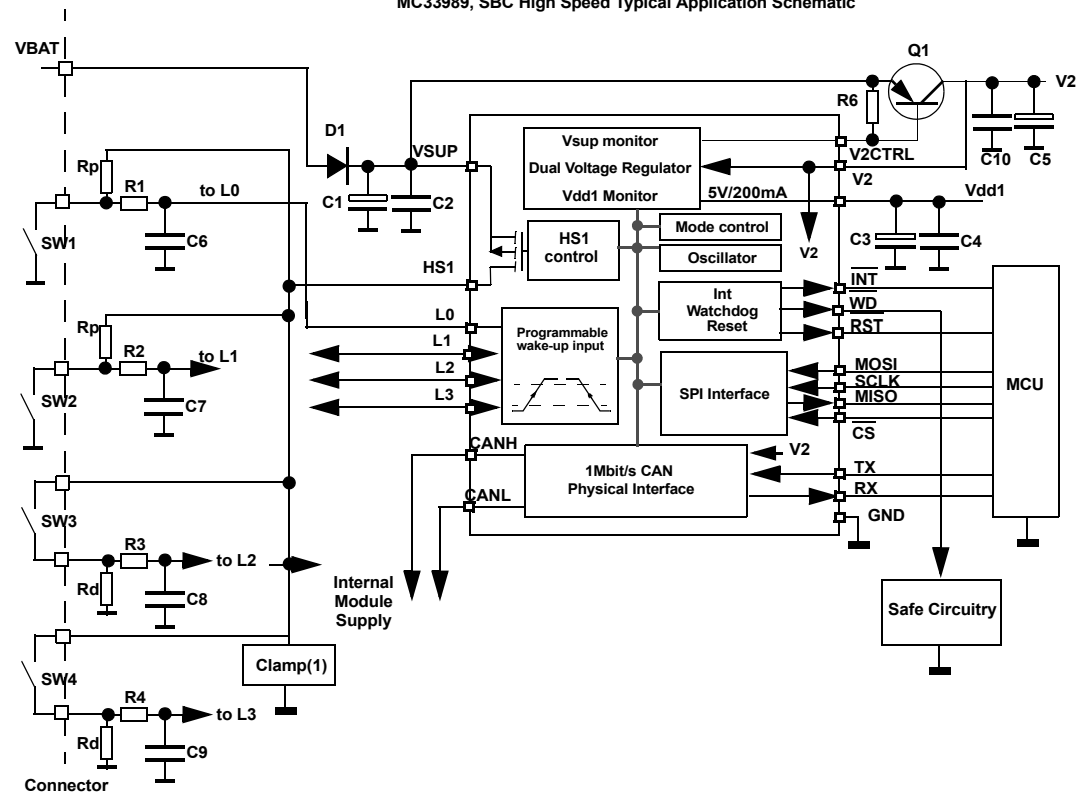 MC33989, SBC High Speed Typical Application Schematic
VBAT
Q1
V2
R6
C10
C5
D1
VSUP
Vsup monitor
Dual Voltage Regulator
Vdd1 Monitor
V2CTRL
V2
5V/200mA
Vdd1
Rp
R1
to L0
C1
C2
C3
C4
SW1
C6
HS1
HS1
control
Mode control
Oscillator
V2
Int
Watchdog
Reset
INT
WD
RST
Rp
R2
to L1
SW2
C7
L0
L1
L2
L3
Programmable
wake-up input
SPI Interface
MOSI
SCLK
MISO
CS
MCU
CANH
CANL
1Mbit/s CAN
Physical Interface
V2
TX
RX
GND
SW3
R3
to L2
Rd
C8
Internal
Module
Supply
Safe Circuitry
Clamp(1)
SW4
R4
to L3
Rd
C9
Connector